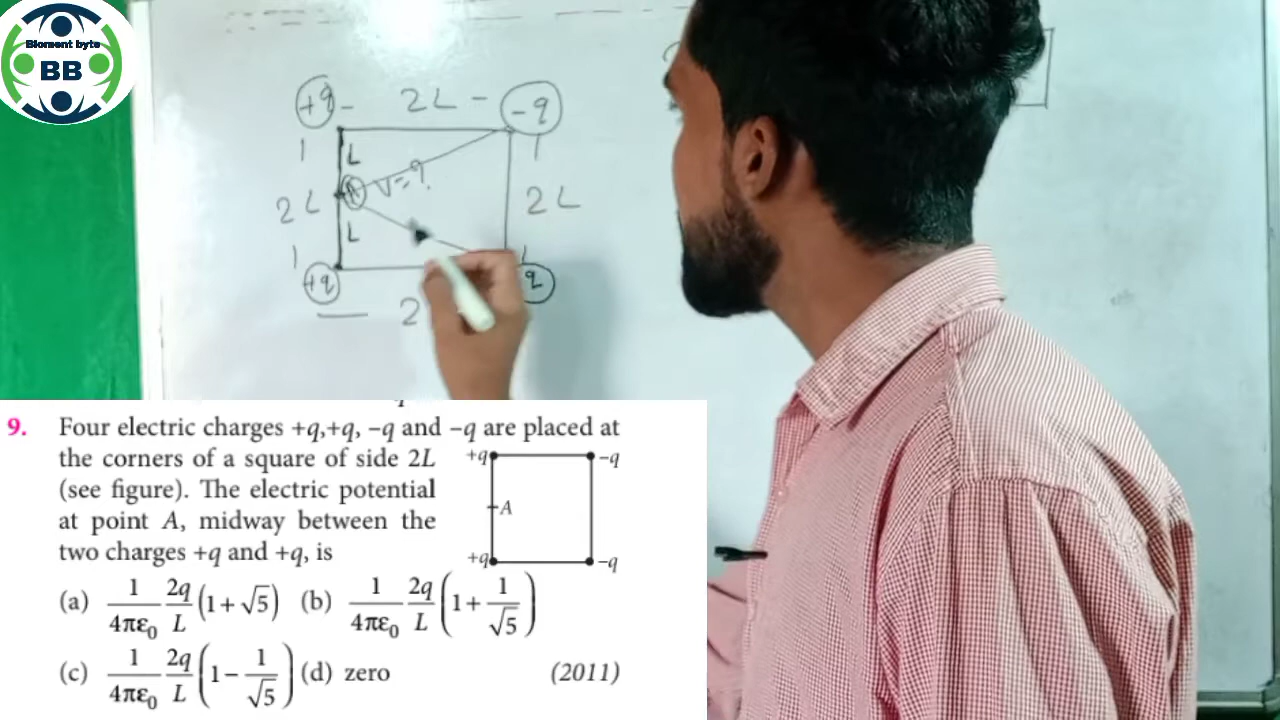 Bioment byte
BB
+q - 2L - -q
L
A V=?
2L
2L
L
+q
q
2
9. Four electric charges +q,+q, −q and −q are placed at
the corners of a square of side 2L
(see figure). The electric potential
at point A, midway between the
two charges +q and +q, is
+q −q
A
+q −q
(a) 1/4πε₀ 2q/L (1 + √5) (b) 1/4πε₀ 2q/L (1 + 1/√5)
(c) 1/4πε₀ 2q/L (1 − 1/√5) (d) zero (2011)